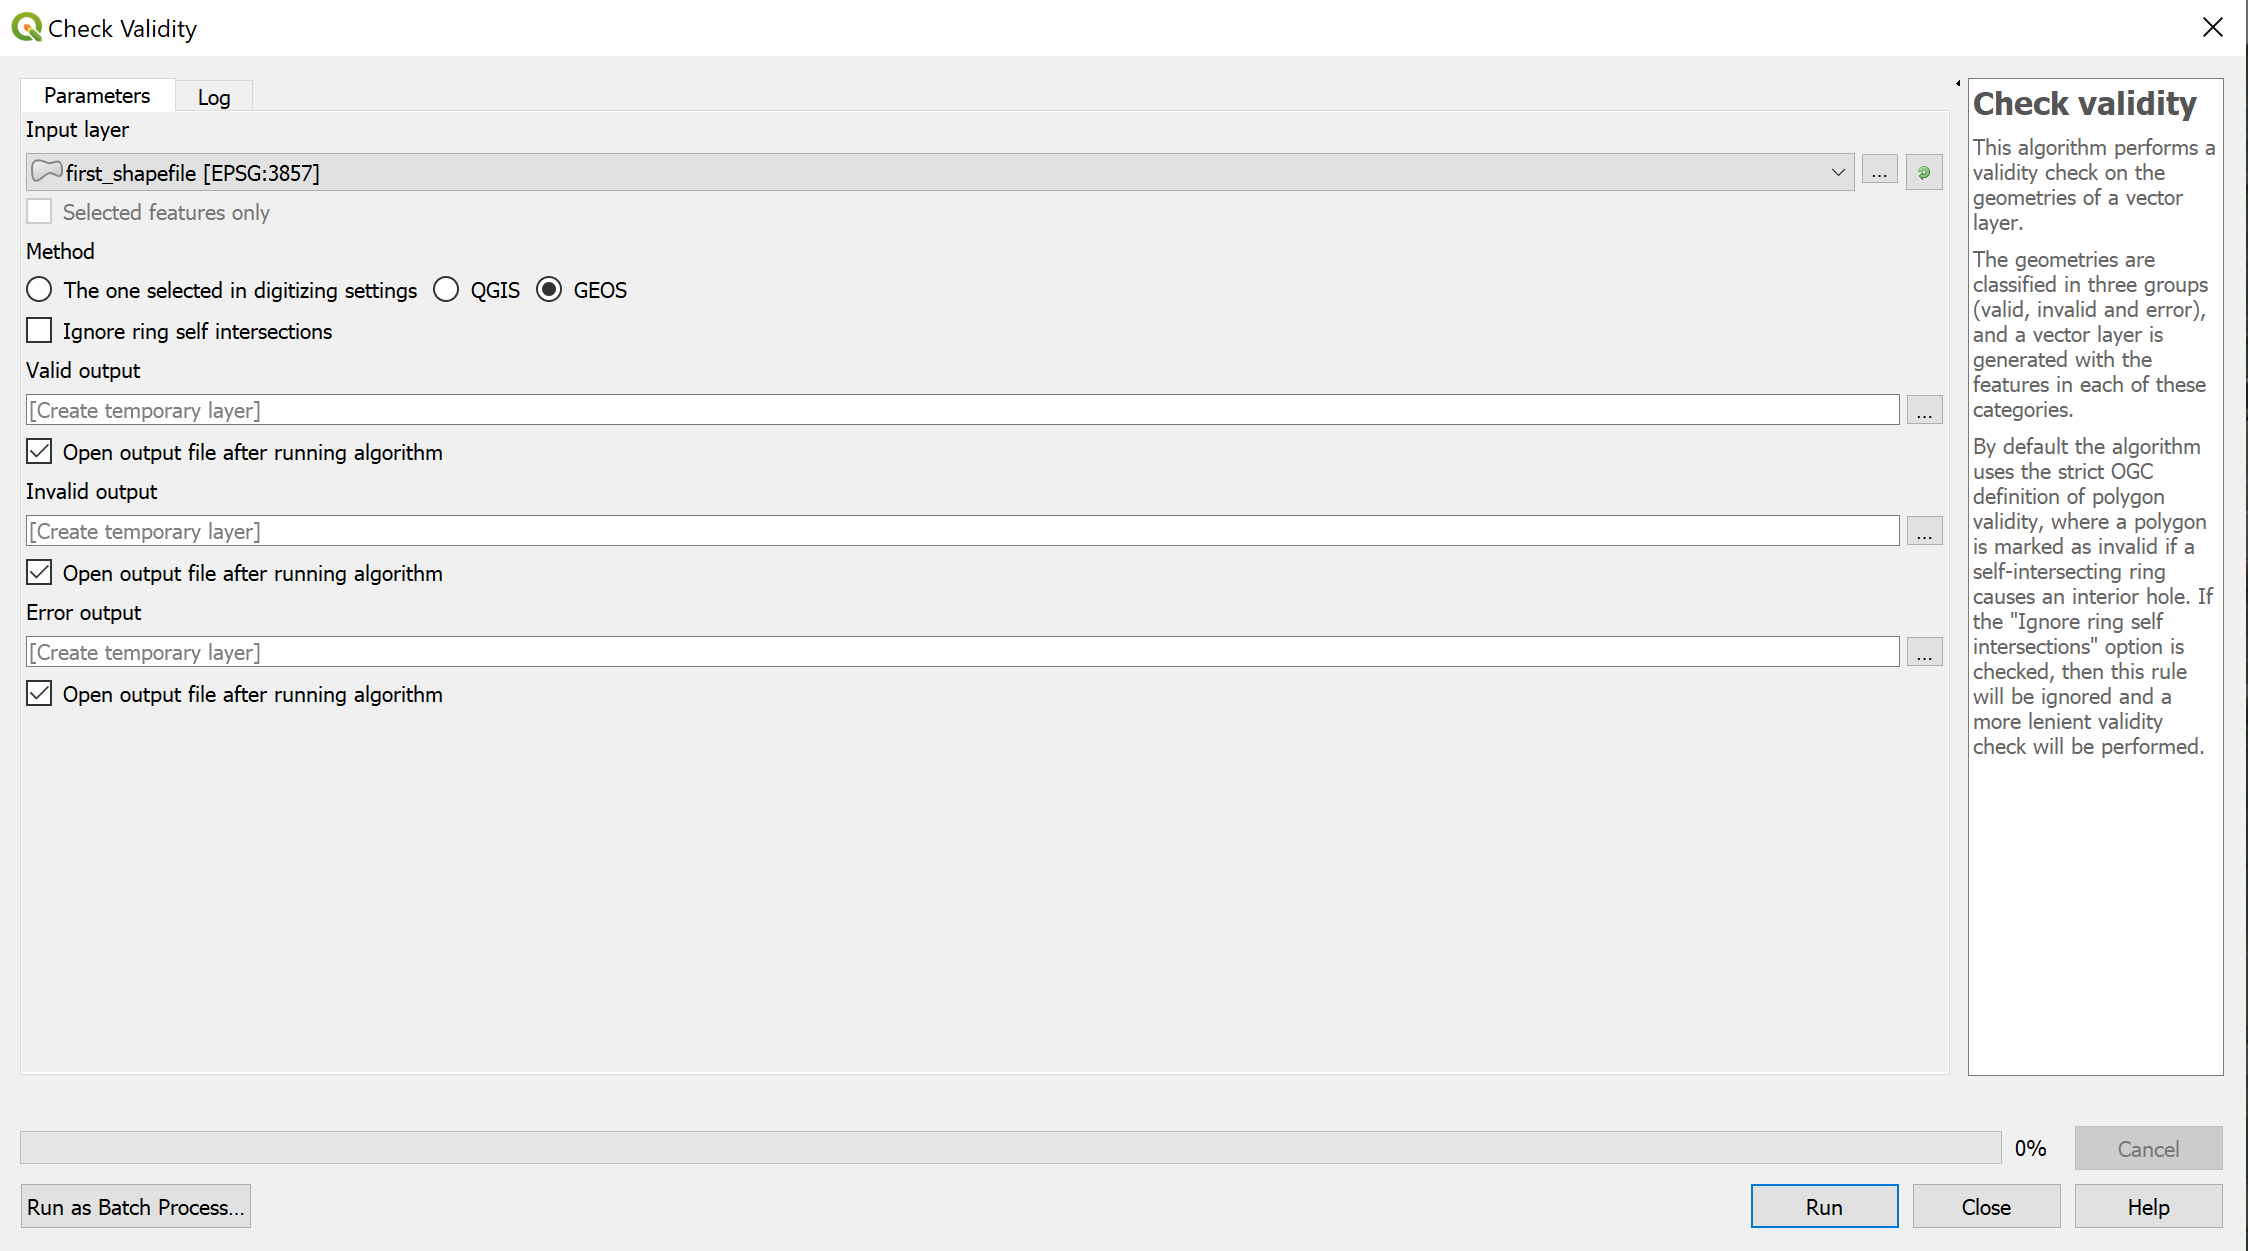 Check Validity
Parameters
Log
Input layer
first_shapefile [EPSG:3857]
...
Selected features only
Method
The one selected in digitizing settings
QGIS
GEOS
Ignore ring self intersections
Valid output
[Create temporary layer]
...
Open output file after running algorithm
Invalid output
[Create temporary layer]
...
Open output file after running algorithm
Error output
[Create temporary layer]
...
Open output file after running algorithm
Check validity
This algorithm performs a
validity check on the
geometries of a vector
layer.
The geometries are
classified in three groups
(valid, invalid and error),
and a vector layer is
generated with the
features in each of these
categories.
By default the algorithm
uses the strict OGC
definition of polygon
validity, where a polygon
is marked as invalid if a
self-intersecting ring
causes an interior hole. If
the "Ignore ring self
intersections" option is
checked, then this rule
will be ignored and a
more lenient validity
check will be performed.
0%
Cancel
Run as Batch Process...
Run
Close
Help